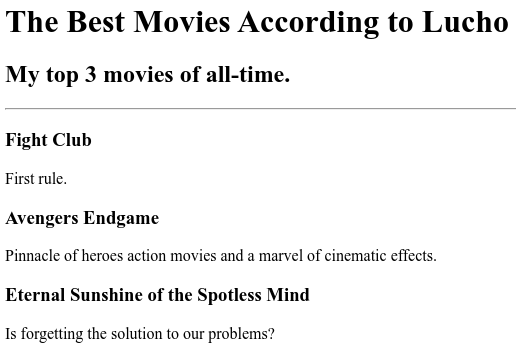 The Best Movies According to Lucho
My top 3 movies of all-time.
Fight Club
First rule.
Avengers Endgame
Pinnacle of heroes action movies and a marvel of cinematic effects.
Eternal Sunshine of the Spotless Mind
Is forgetting the solution to our problems?